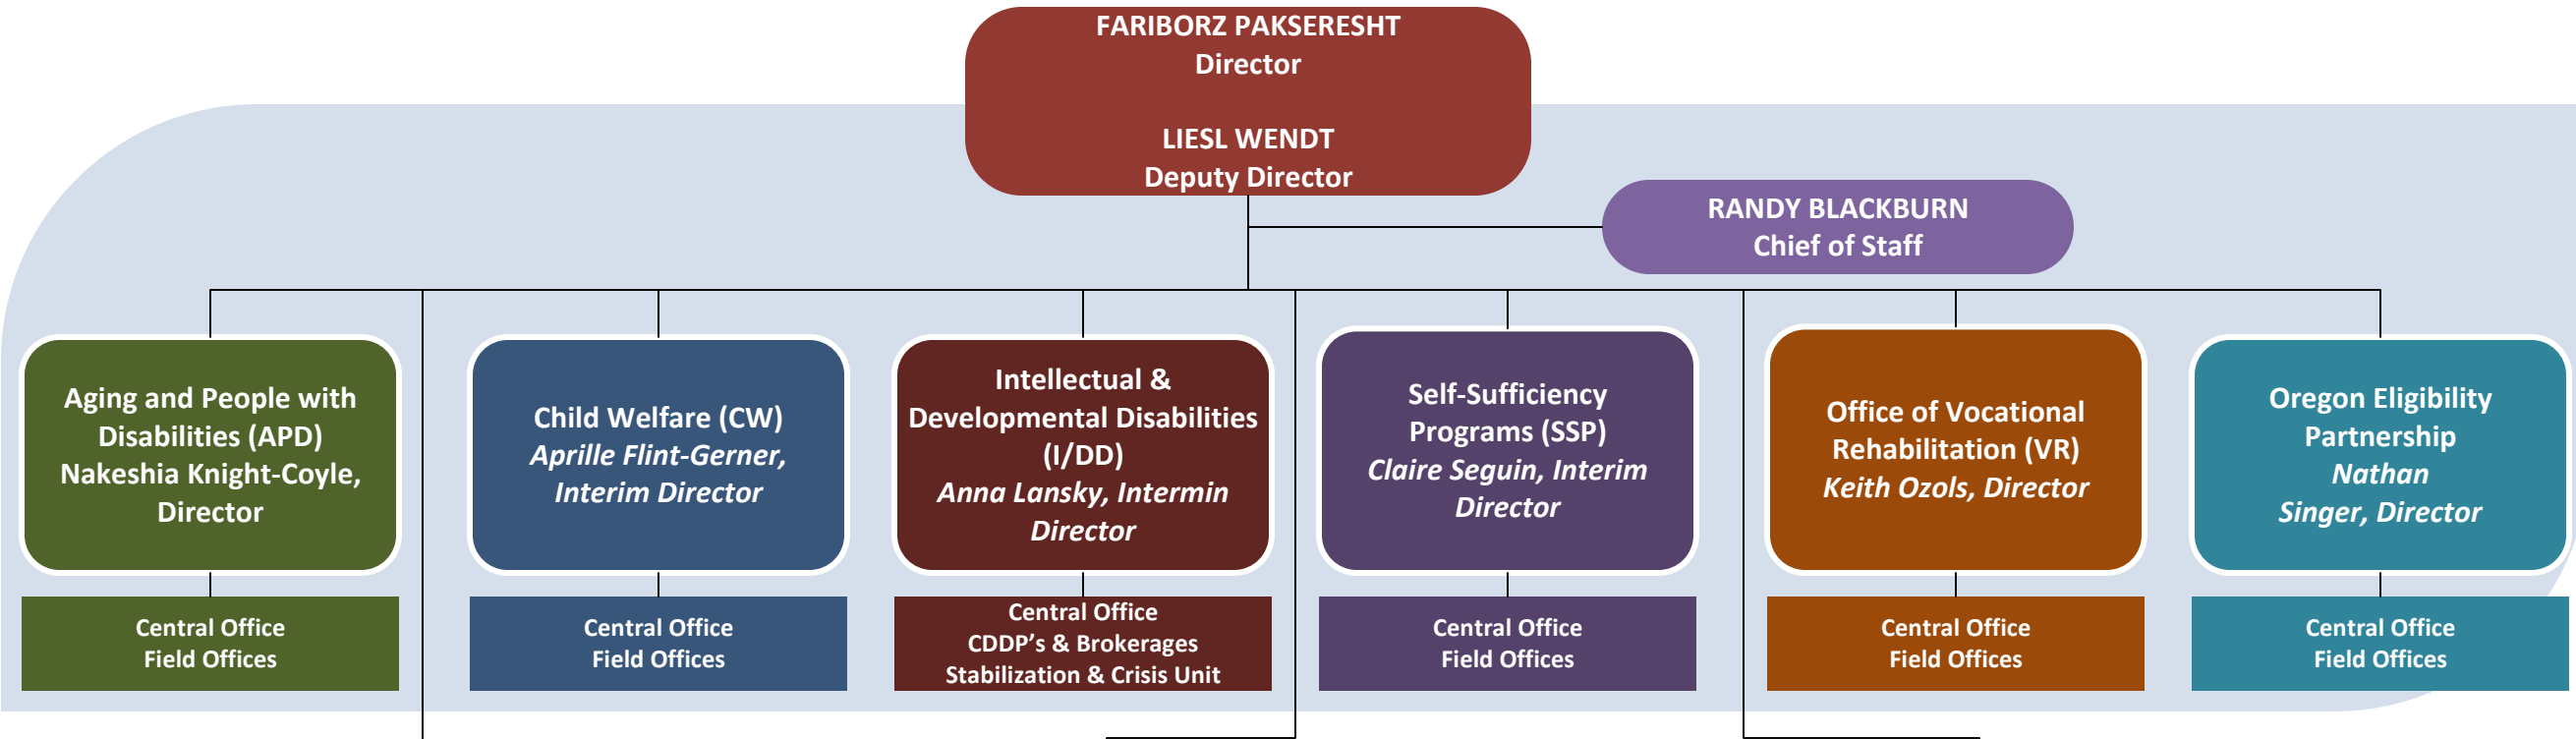 FARIBORZ PAKSERESHT
Director
LIESL WENDT
Deputy Director
RANDY BLACKBURN
Chief of Staff
Aging and People with
Disabilities (APD)
Nakeshia Knight-Coyle,
Director
Child Welfare (CW)
Aprille Flint-Gerner,
Interim Director
Intellectual &
Developmental Disabilities
(I/DD)
Anna Lansky, Intermin
Director
Self-Sufficiency
Programs (SSP)
Claire Seguin, Interim
Director
Office of Vocational
Rehabilitation (VR)
Keith Ozols, Director
Oregon Eligibility
Partnership
Nathan
Singer, Director
Central Office
Field Offices
Central Office
Field Offices
Central Office
CDDP’s & Brokerages
Stabilization & Crisis Unit
Central Office
Field Offices
Central Office
Field Offices
Central Office
Field Offices